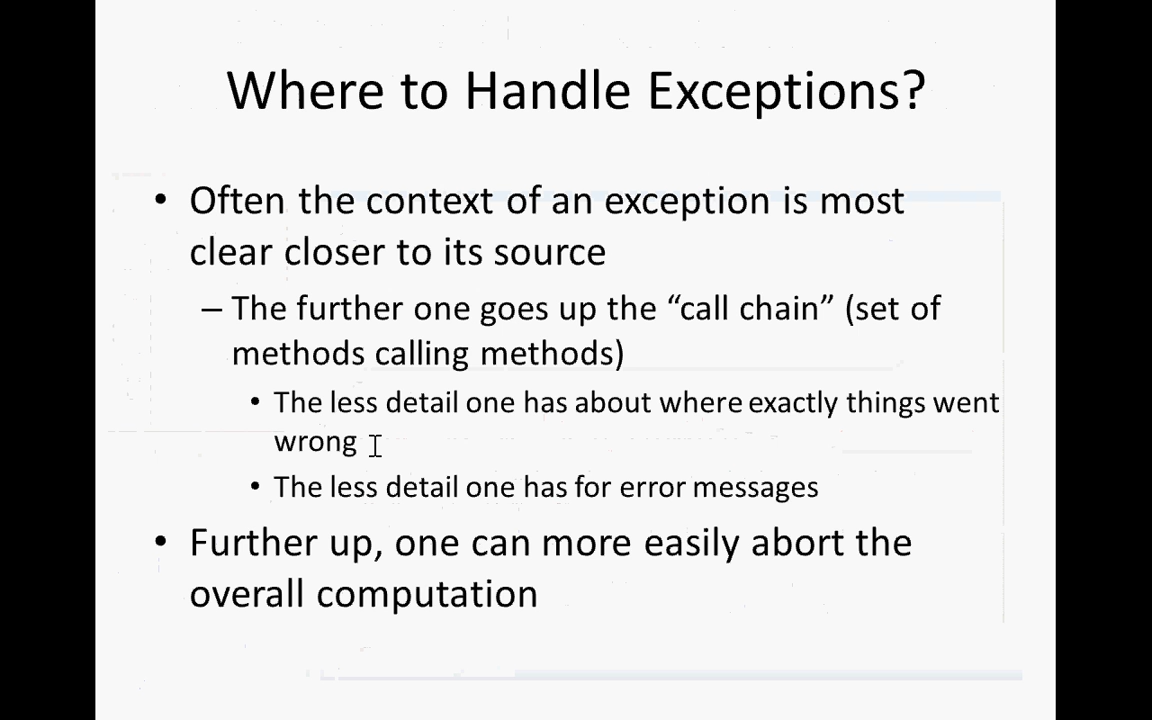 Where to Handle Exceptions?
• Often the context of an exception is most
clear closer to its source
– The further one goes up the “call chain” (set of
methods calling methods)
• The less detail one has about where exactly things went
wrong
• The less detail one has for error messages
• Further up, one can more easily abort the
overall computation